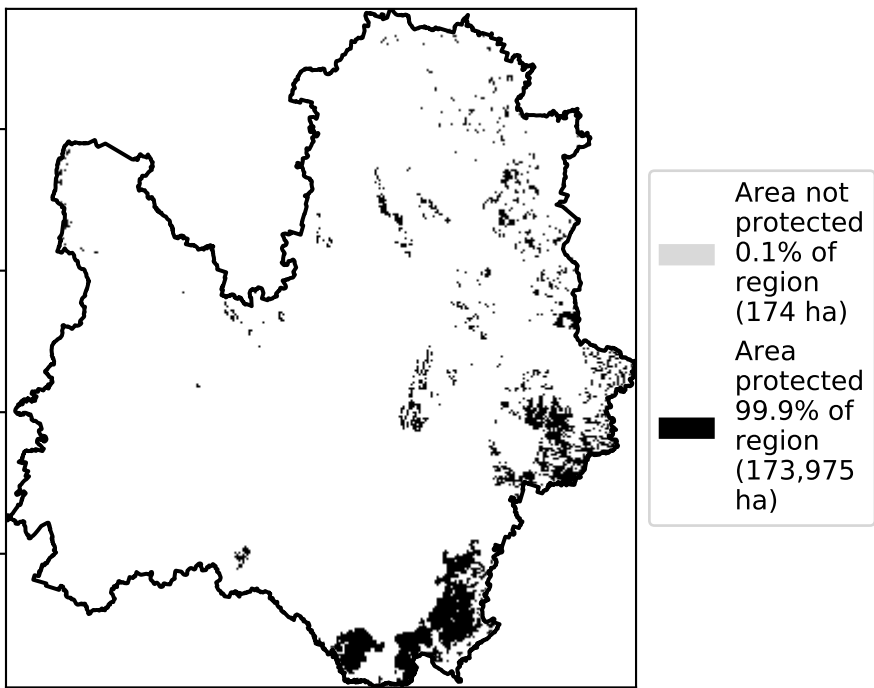 Area not
protected
0.1% of
region
(174 ha)
Area
protected
99.9% of
region
(173,975
ha)